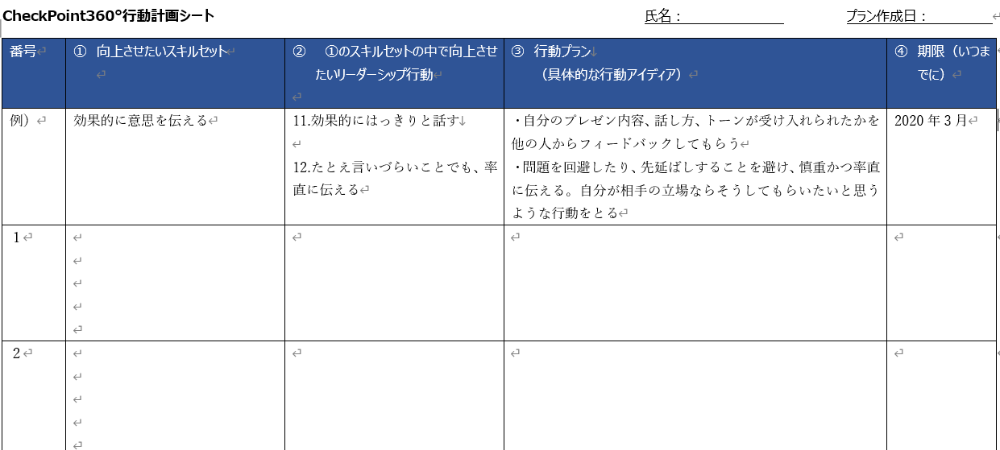 CheckPoint360°行動計画シート 氏名： プラン作成日：
番号
① 向上させたいスキルセット
② ①のスキルセットの中で向上させ
たいリーダーシップ行動
③ 行動プラン
（具体的な行動アイディア）
④ 期限（いつま
でに）
例）
効果的に意思を伝える
11.効果的にはっきりと話す
12.たとえ言いづらいことでも、率
直に伝える
・自分のプレゼン内容、話し方、トーンが受け入れられたかを
他の人からフィードバックしてもらう
・問題を回避したり、先延ばしすることを避け、慎重かつ率直
に伝える。自分が相手の立場ならそうしてもらいたいと思う
ような行動をとる
2020 年 3 月
1
2